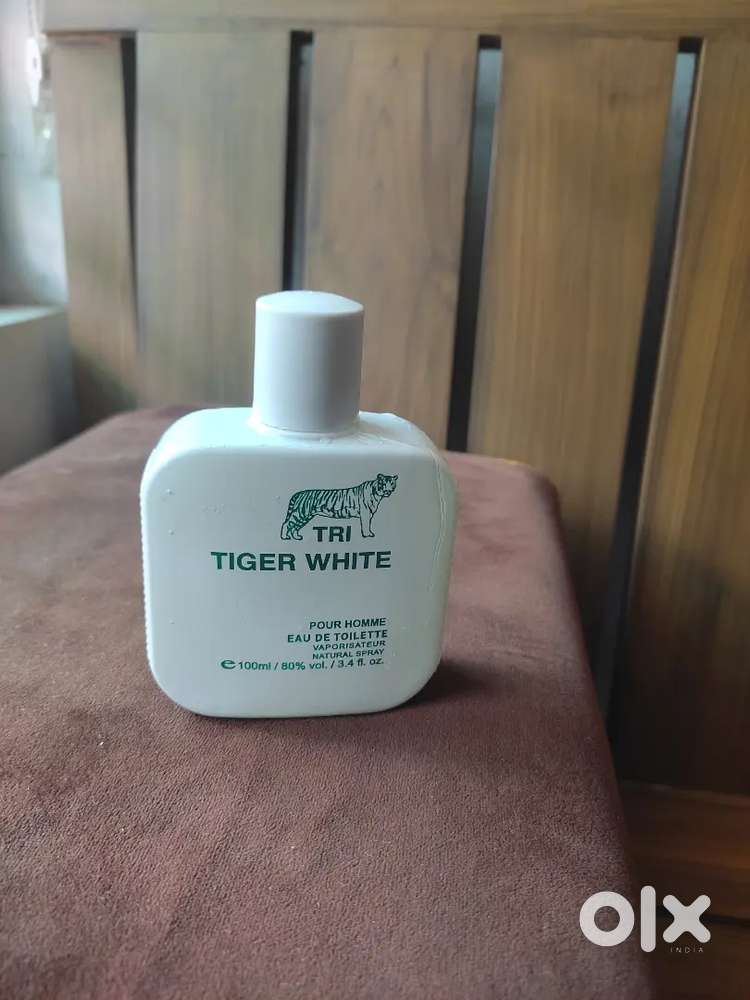 TRI
TIGER WHITE
POUR HOMME
EAU DE TOILETTE
VAPORISATEUR
NATURAL SPRAY
e 100ml / 80% vol. / 3.4 fl. oz.
olx
INDIA